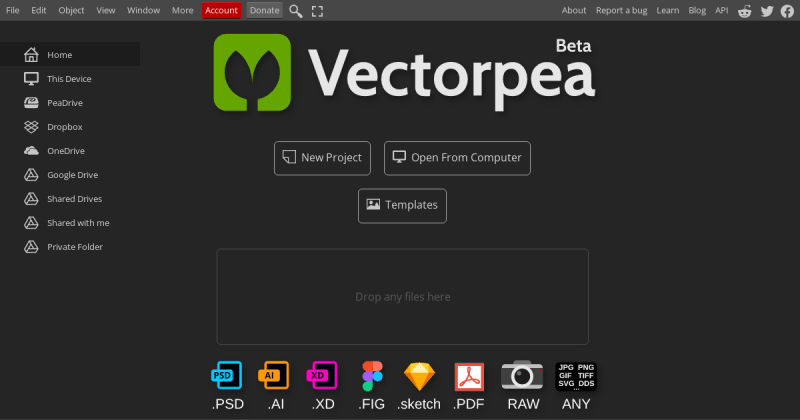 File Edit Object View Window More Account Donate About Report a bug Learn Blog API
Home
This Device
PeaDrive
Dropbox
OneDrive
Google Drive
Shared Drives
Shared with me
Private Folder
Beta
Vectorpea
New Project Open From Computer
Templates
Drop any files here
PSD AI XD JPG PNG
GIF TIFF
SVG DDS
...
.PSD .AI .XD .FIG .sketch .PDF RAW ANY